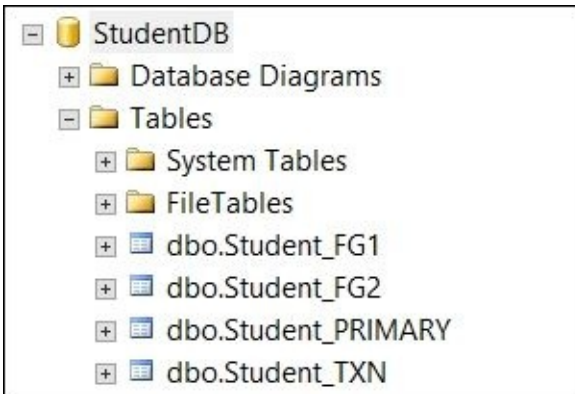 StudentDB
Database Diagrams
Tables
System Tables
FileTables
dbo.Student_FG1
dbo.Student_FG2
dbo.Student_PRIMARY
dbo.Student_TXN